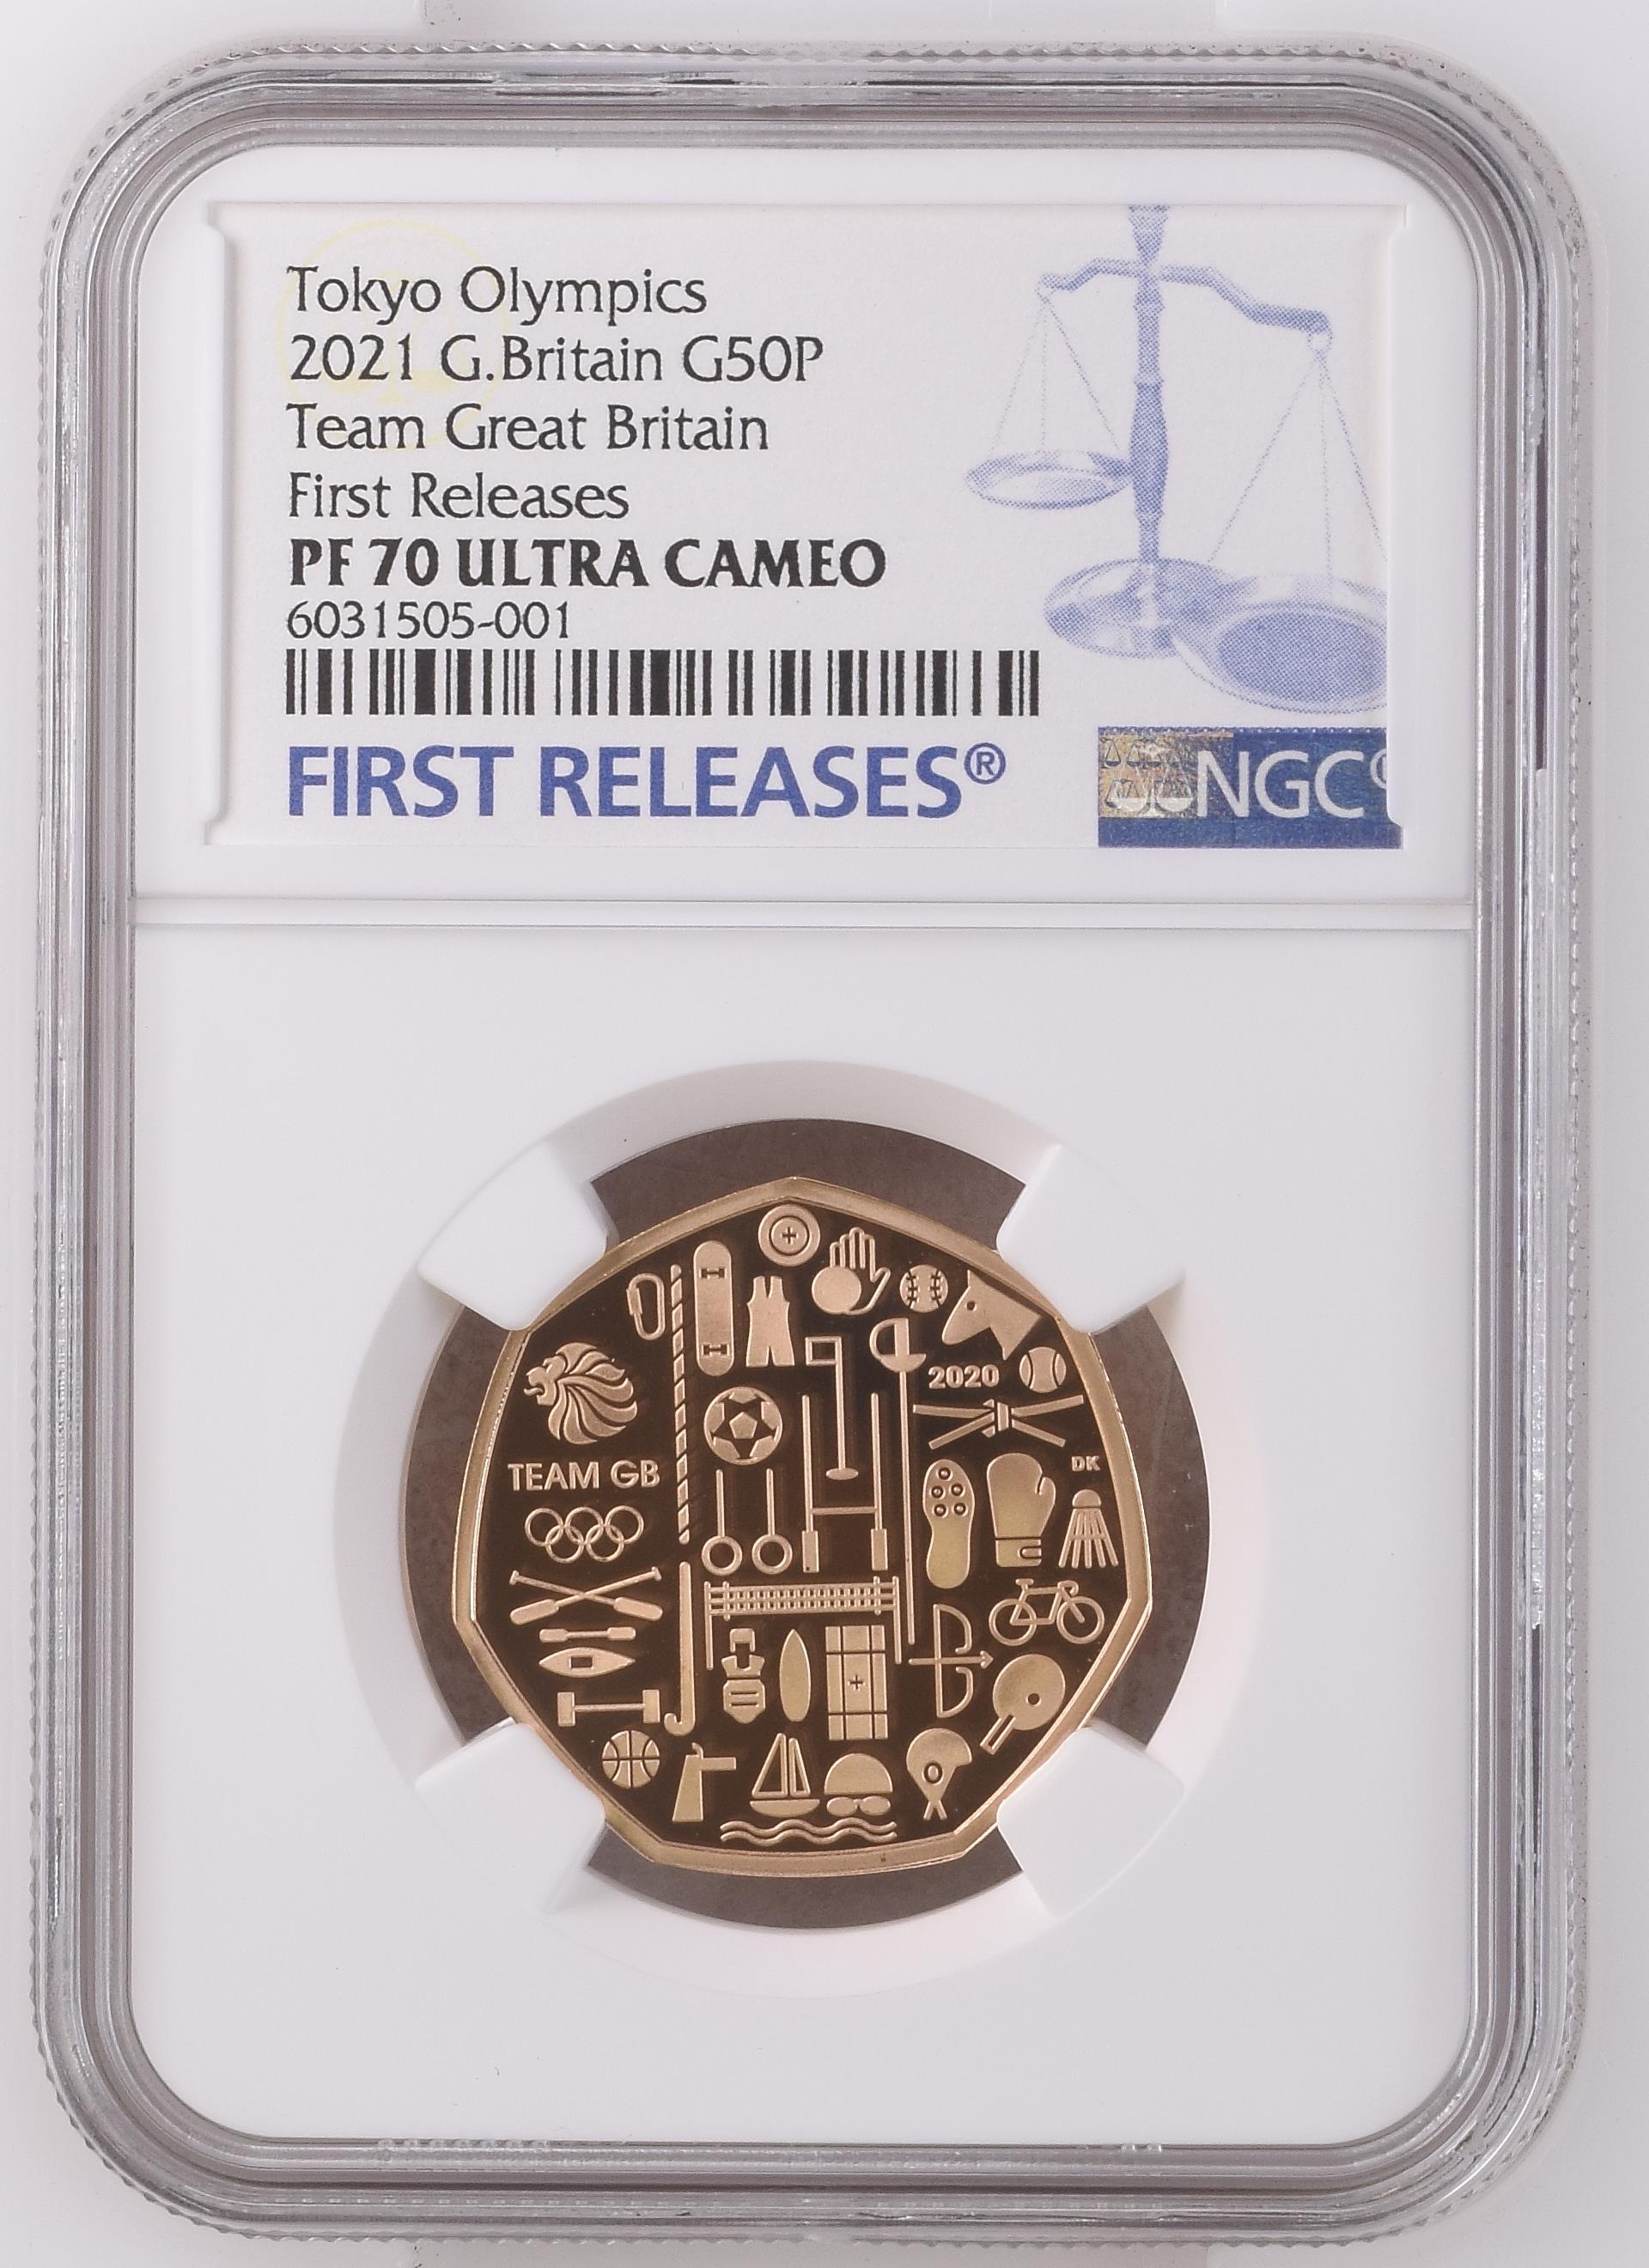 Tokyo Olympics
2021 G.Britain G50P
Team Great Britain
First Releases
PF 70 ULTRA CAMEO
6031505-001
FIRST RELEASES®
NGC
2020
DK
TEAM GB